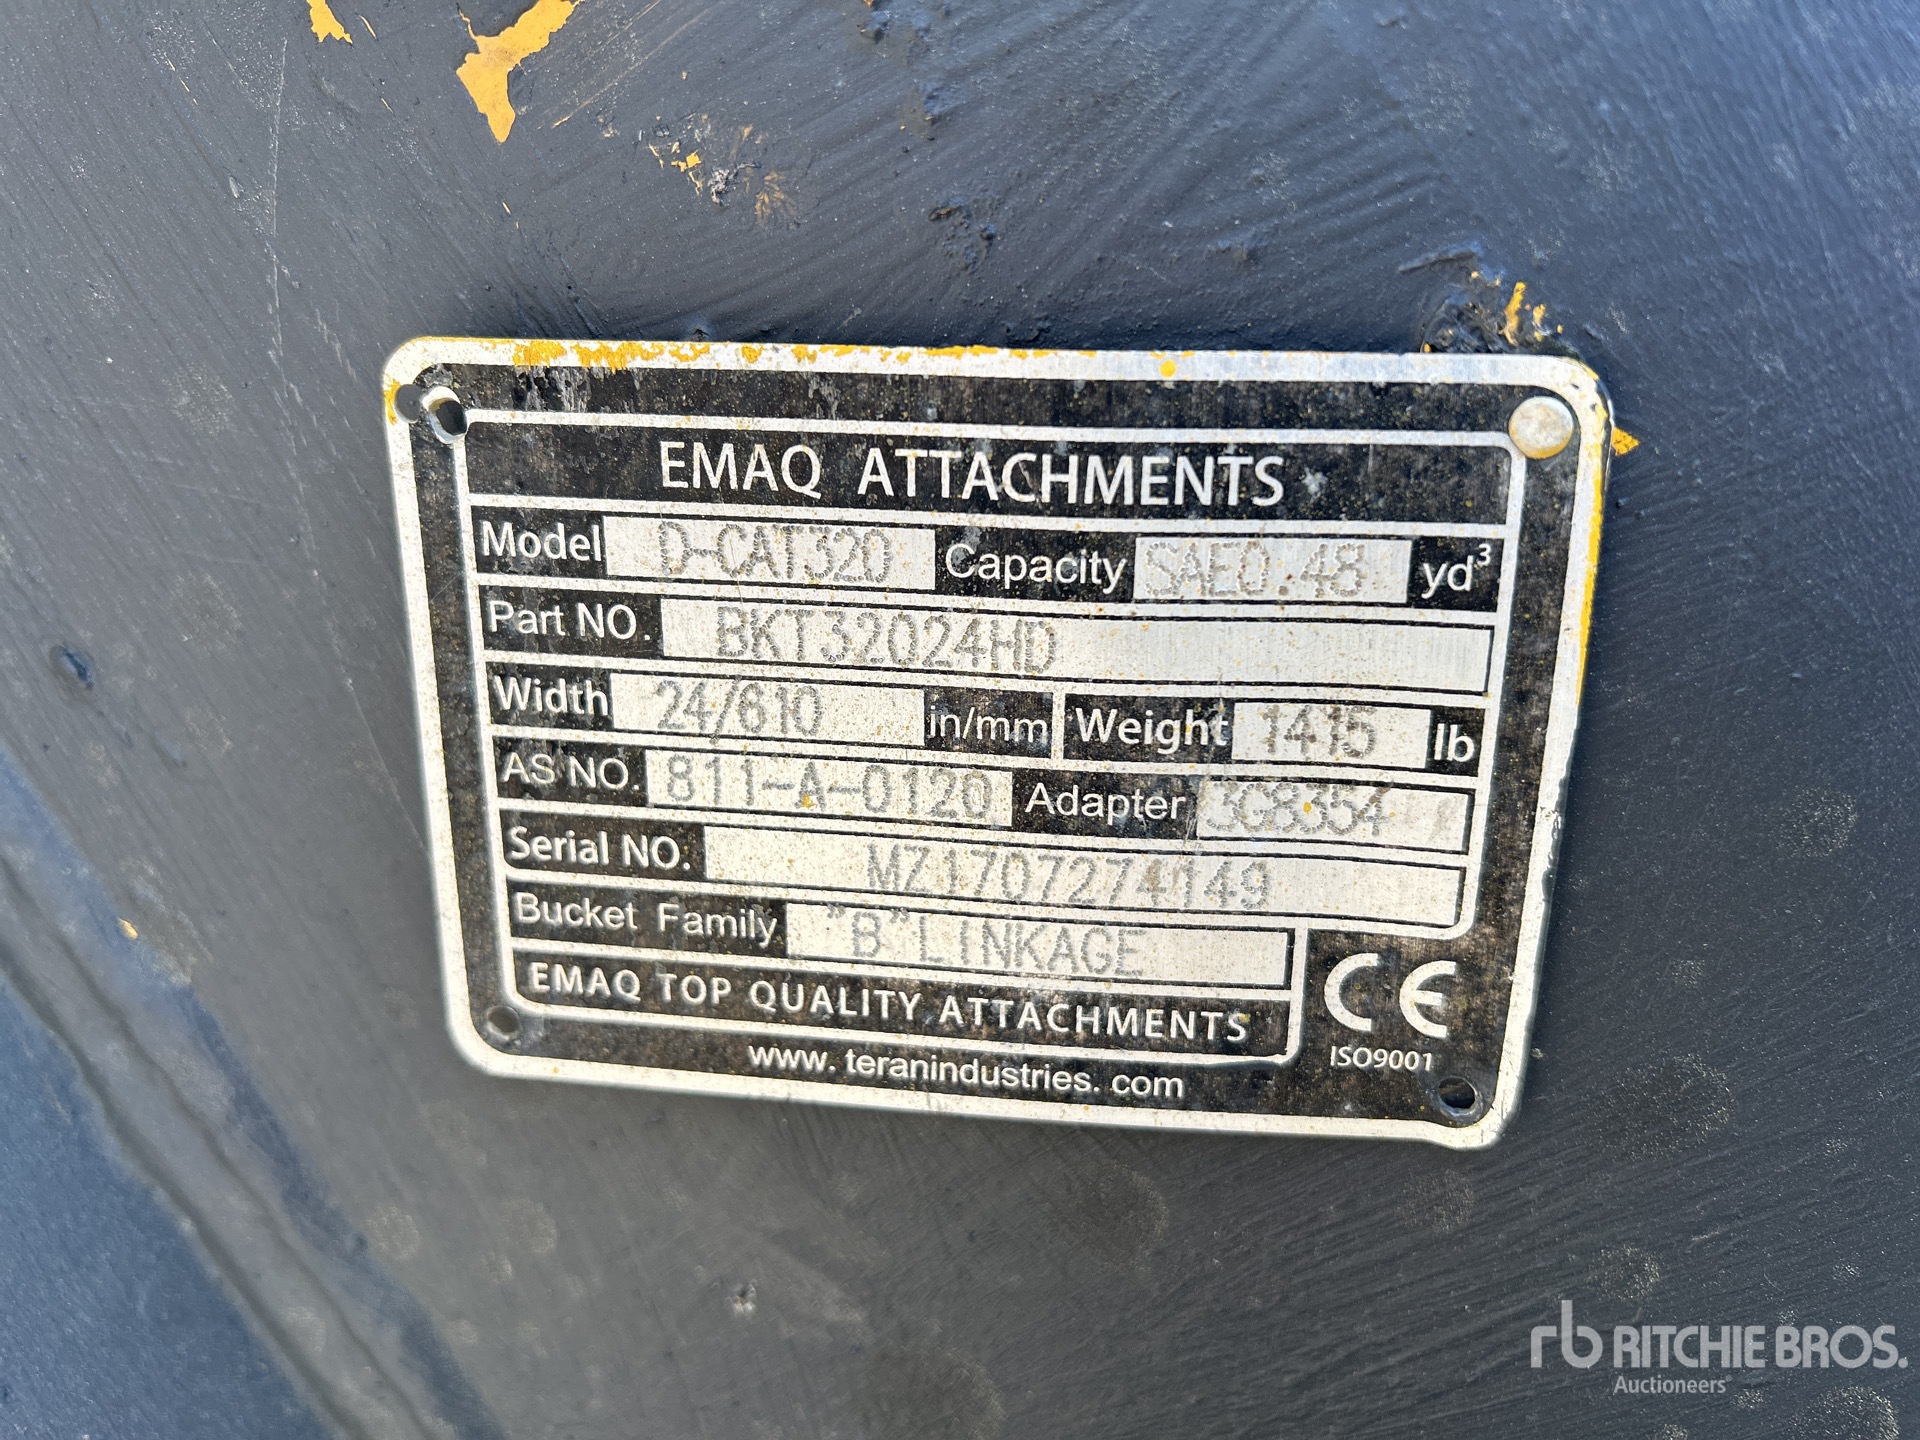 EMAQ ATTACHMENTS
Model D-CAT320 Capacity SAE0.48 yd³
Part NO. BKT32024HD
Width 24/610 in/mm Weight 1415 lb
AS NO. 811-A-0120 Adapter 3G8354
Serial NO. MZ1707274149
Bucket Family "B"LINKAGE
EMAQ TOP QUALITY ATTACHMENTS
CE
ISO9001
www.teranindustries.com
rb RITCHIE BROS.
Auctioneers